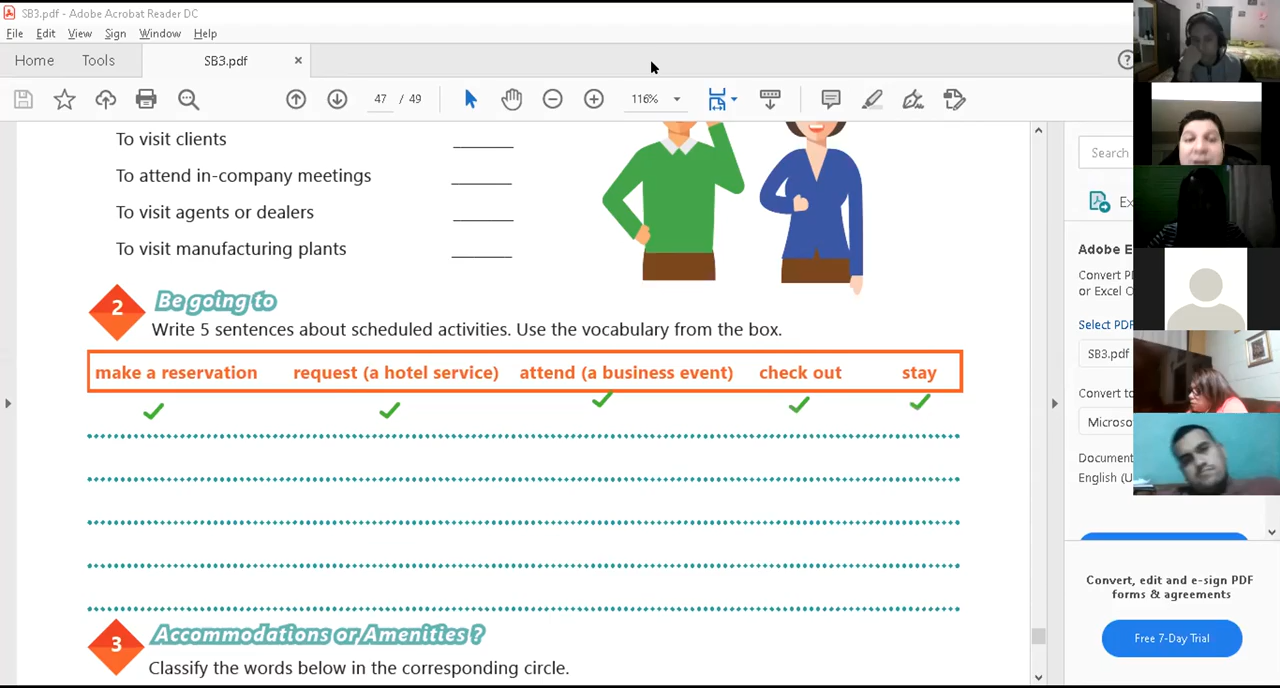 SB3.pdf - Adobe Acrobat Reader DC
File Edit View Sign Window Help
Home Tools SB3.pdf ×
47 / 49 116%
To visit clients ______
To attend in-company meetings ______
To visit agents or dealers ______
To visit manufacturing plants ______
2 Be going to
Write 5 sentences about scheduled activities. Use the vocabulary from the box.
make a reservation request (a hotel service) attend (a business event) check out stay
3 Accommodations or Amenities ?
Classify the words below in the corresponding circle.
Search
Adobe E
Convert
or Excel
Select PDF
SB3.pdf
Convert to
Microso
Document
English (U
Convert, edit and e-sign PDF
forms & agreements
Free 7-Day Trial